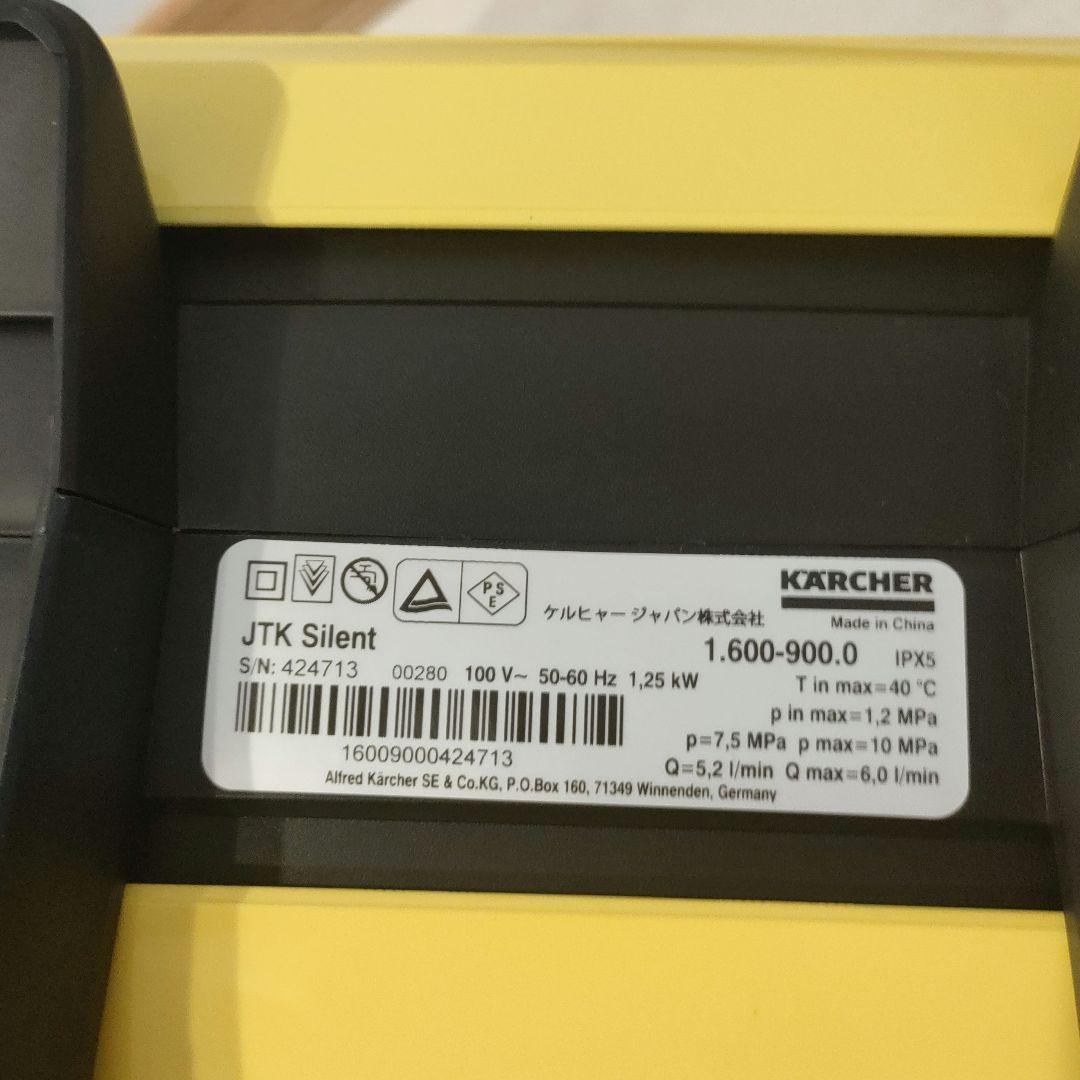 PSE
ケルヒャー ジャパン株式会社
KÄRCHER
Made in China
JTK Silent
1.600-900.0 IPX5
S/N: 424713 00280 100 V~ 50-60 Hz 1,25 kW
T in max=40 °C
p in max=1,2 MPa
p=7,5 MPa p max=10 MPa
Q=5,2 l/min Q max=6,0 l/min
16009000424713
Alfred Kärcher SE & Co.KG, P.O.Box 160, 71349 Winnenden, Germany